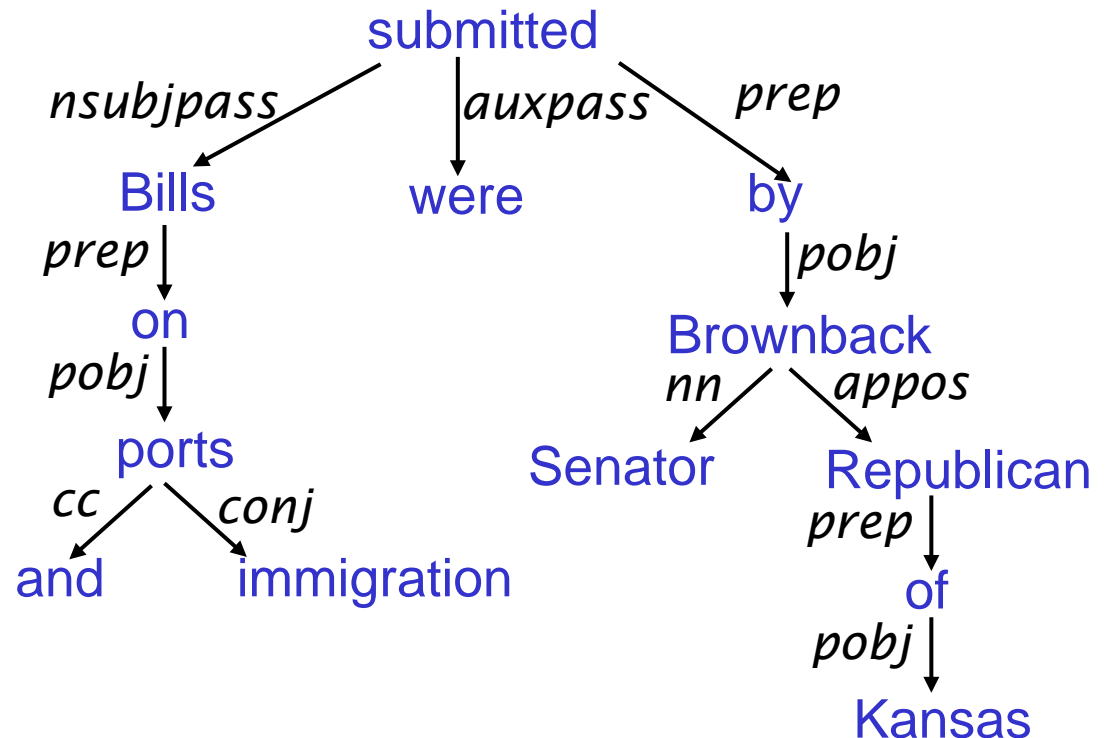 submitted
nsubjpass auxpass prep
Bills were by
prep pobj
on Brownback
pobj nn appos
ports Senator Republican
cc conj prep
and immigration of
pobj
Kansas